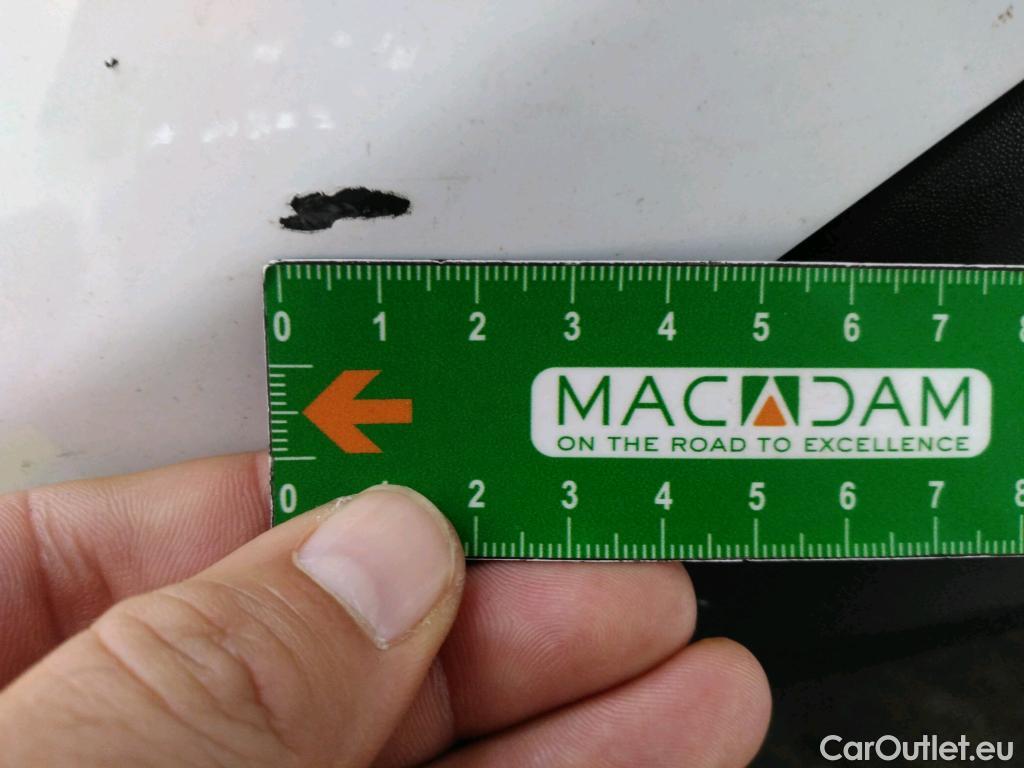 0 1 2 3 4 5 6 7 8
MACADAM
ON THE ROAD TO EXCELLENCE
0 1 2 3 4 5 6 7 8
CarOutlet.eu